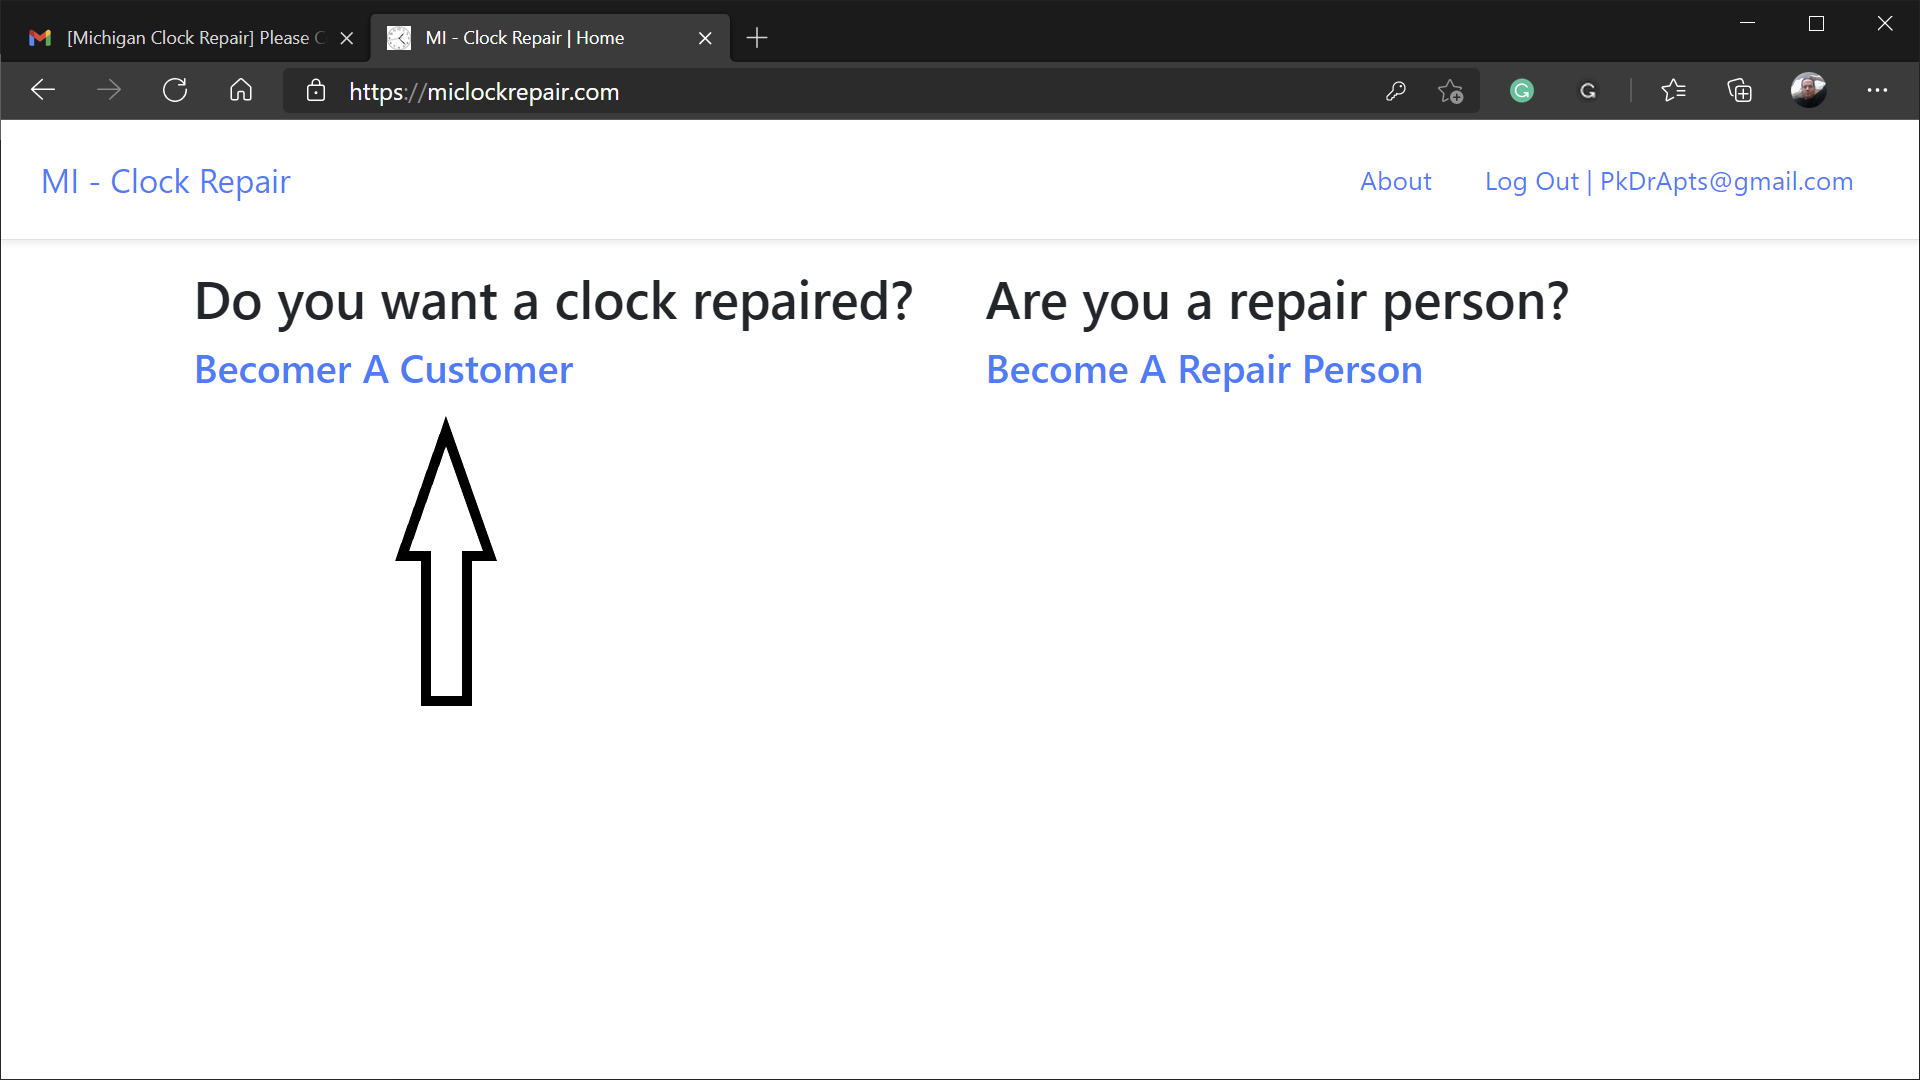 [Michigan Clock Repair] Please C
MI - Clock Repair | Home
https://miclockrepair.com
MI - Clock Repair
About
Log Out | PkDrApts@gmail.com
Do you want a clock repaired?
Becomer A Customer
Are you a repair person?
Become A Repair Person